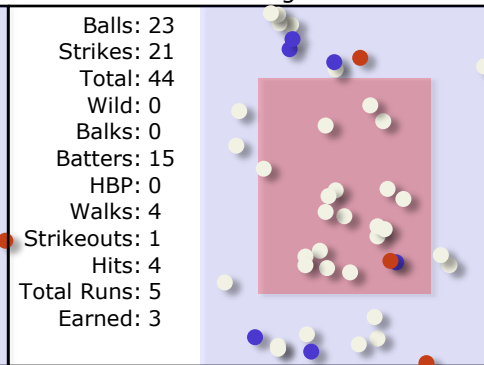 Balls: 23
Strikes: 21
Total: 44
Wild: 0
Balks: 0
Batters: 15
HBP: 0
Walks: 4
Strikeouts: 1
Hits: 4
Total Runs: 5
Earned: 3